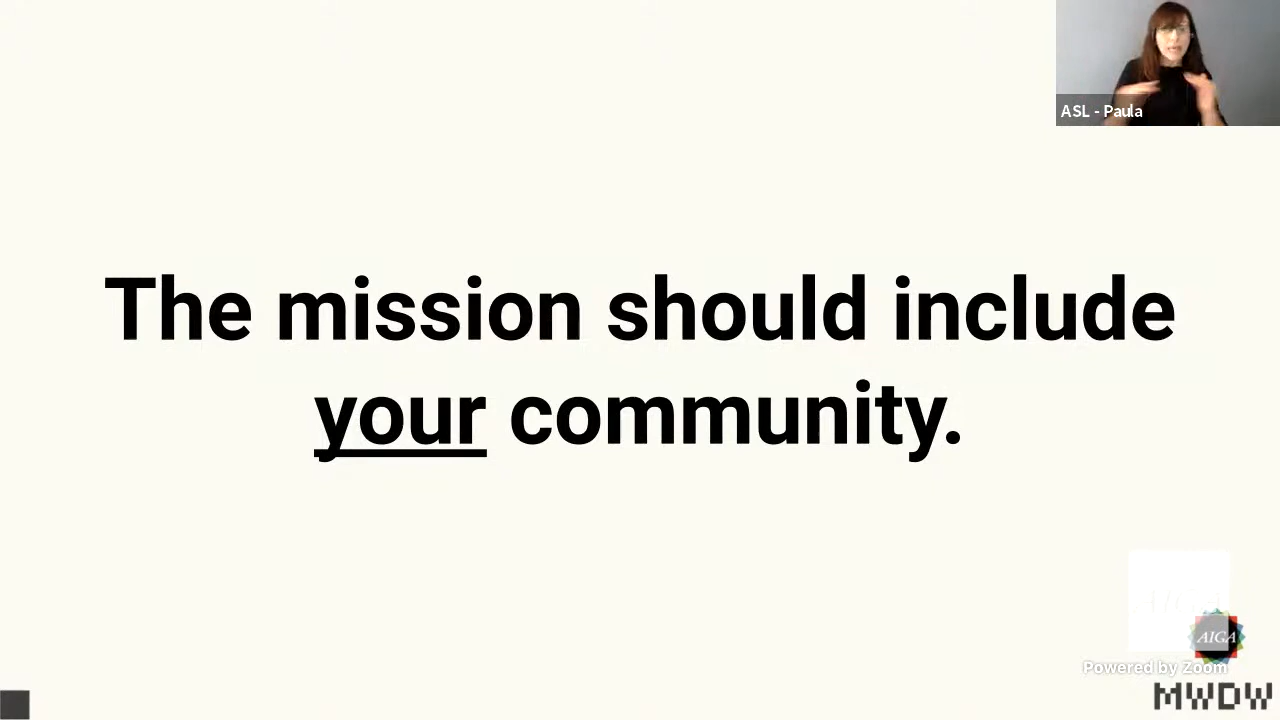 ASL - Paula
The mission should include
your community.
AIGA
Powered by Zoom
MWDW